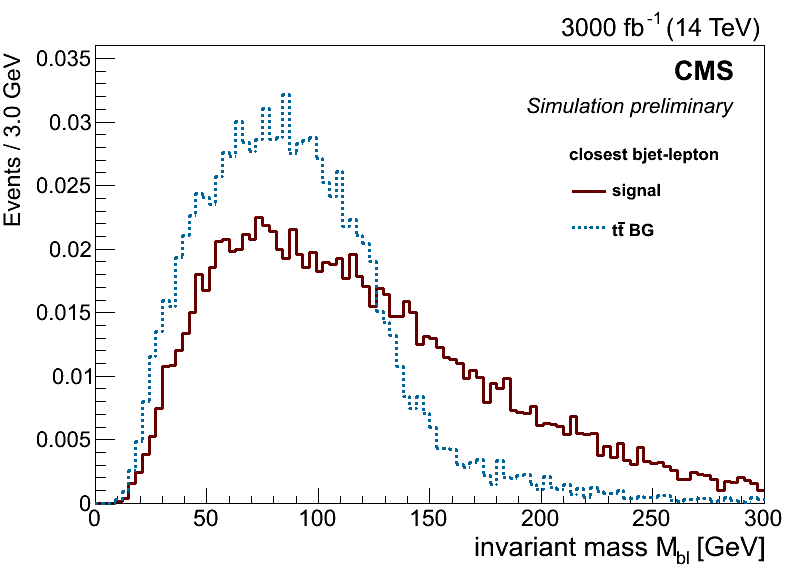 3000 fb⁻¹ (14 TeV)
CMS
Simulation preliminary
closest bjet-lepton
signal
tt̄ BG
Events / 3.0 GeV
0.035
0.03
0.025
0.02
0.015
0.01
0.005
0
0 50 100 150 200 250 300
invariant mass M_bl [GeV]